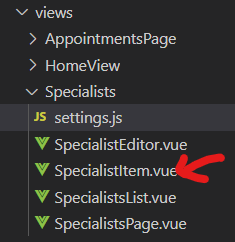 views
AppointmentsPage
HomeView
Specialists
JS settings.js
SpecialistEditor.vue
SpecialistItem.vue
SpecialistsList.vue
SpecialistsPage.vue